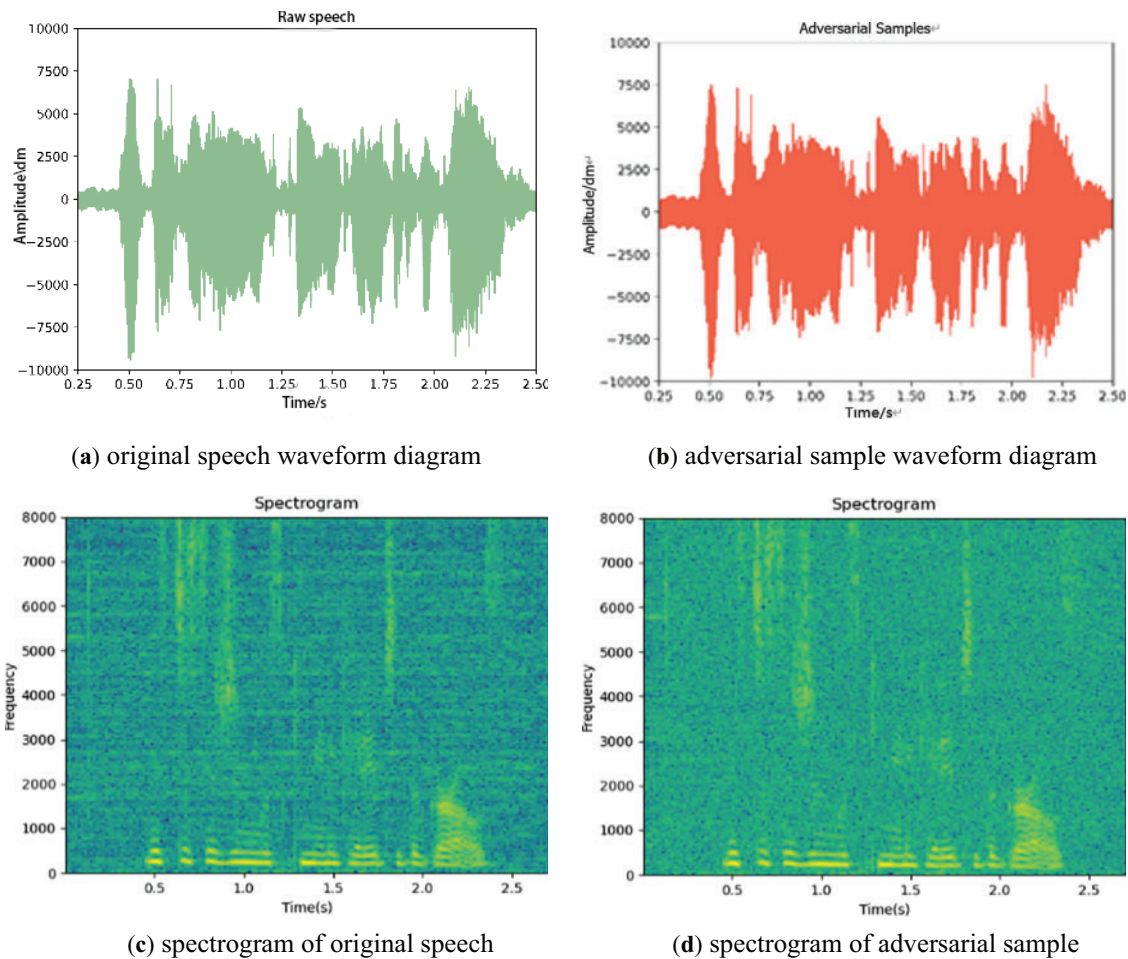 Raw speech
10000
7500
5000
2500
0
−2500
−5000
−7500
−10000
Amplitude\dm
0.25 0.50 0.75 1.00 1.25 1.50 1.75 2.00 2.25 2.50
Time/s
(a) original speech waveform diagram
Adversarial Samples↵
10000
7500
5000
2500
0
−2500
−5000
−7500
−10000
Amplitude/dm↵
0.25 0.50 0.75 1.00 1.25 1.50 1.75 2.00 2.25 2.50
Time/s↵
(b) adversarial sample waveform diagram
Spectrogram
8000
7000
6000
5000
4000
3000
2000
1000
0
Frequency
0.5 1.0 1.5 2.0 2.5
Time(s)
(c) spectrogram of original speech
Spectrogram
8000
7000
6000
5000
4000
3000
2000
1000
0
Frequency
0.5 1.0 1.5 2.0 2.5
Time(s)
(d) spectrogram of adversarial sample